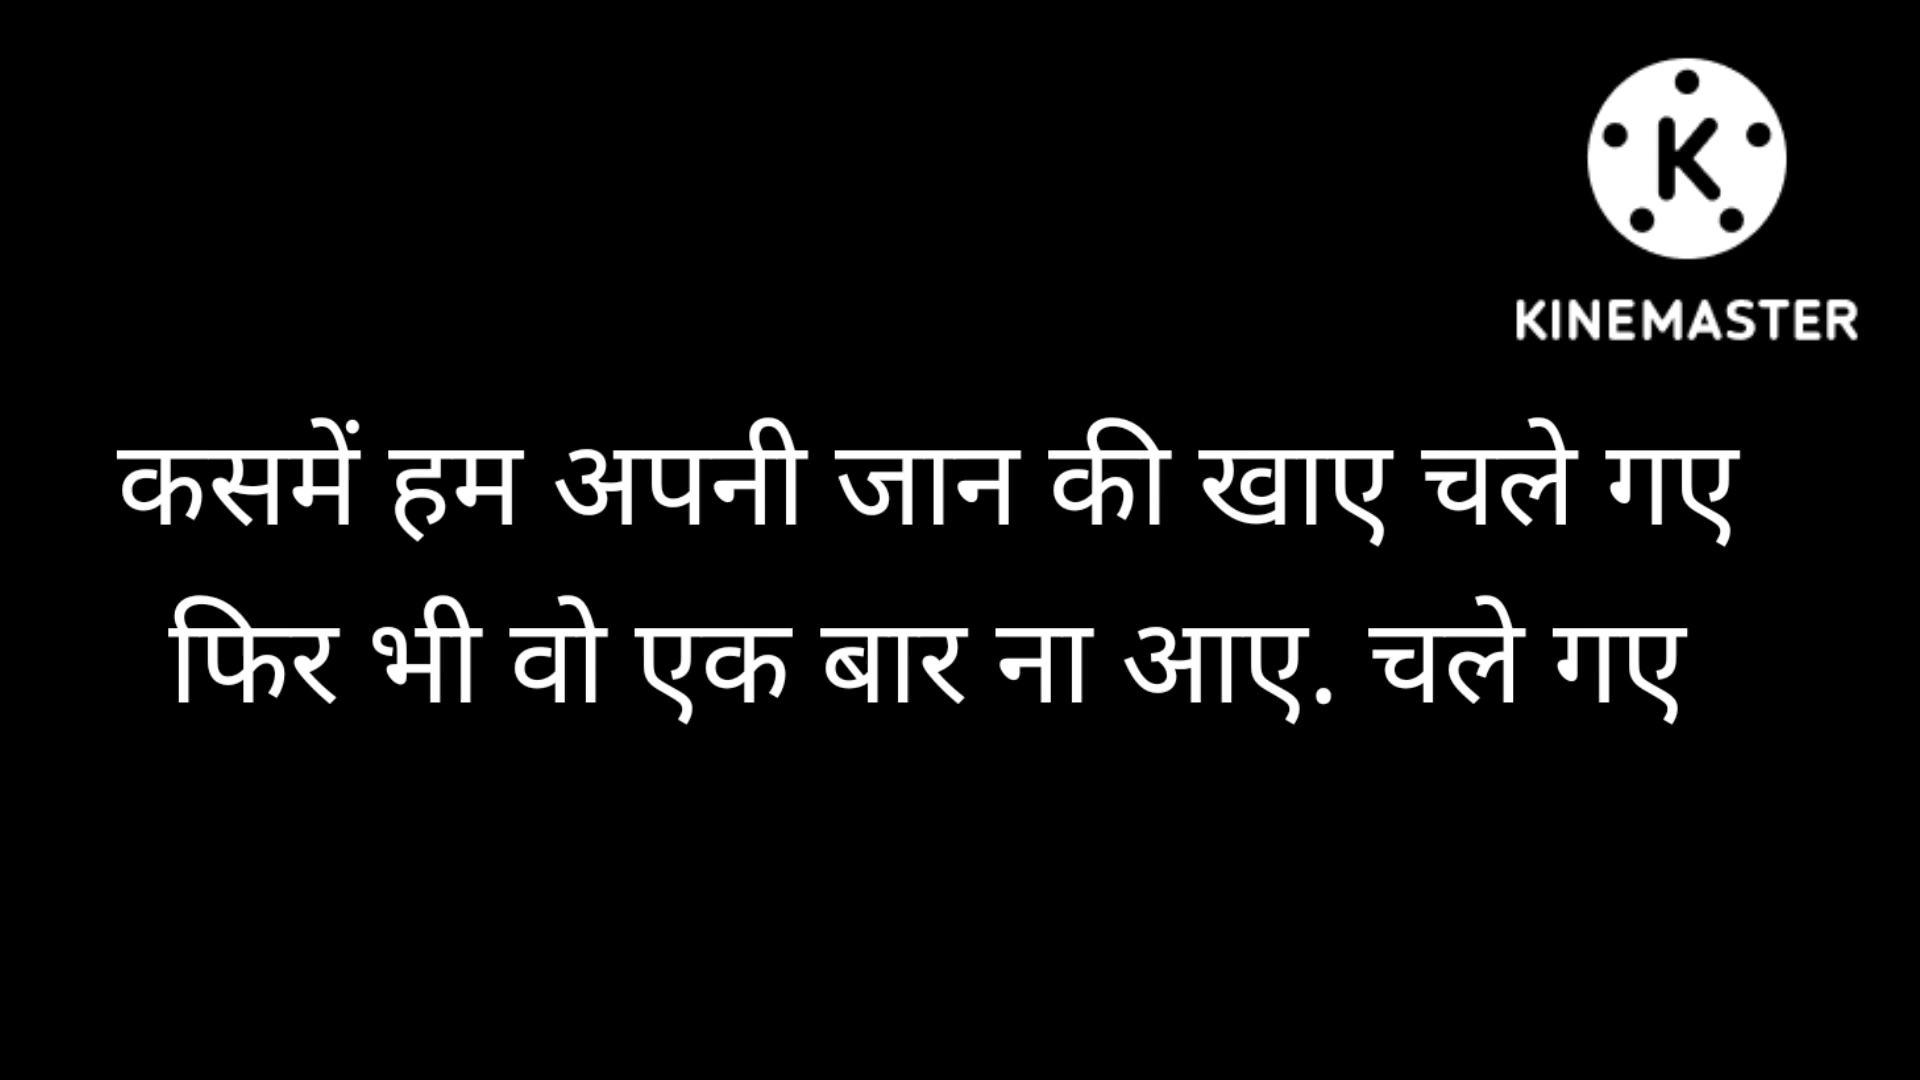 KINEMASTER
कसमें हम अपनी जान की खाए चले गए
फिर भी वो एक बार ना आए. चले गए